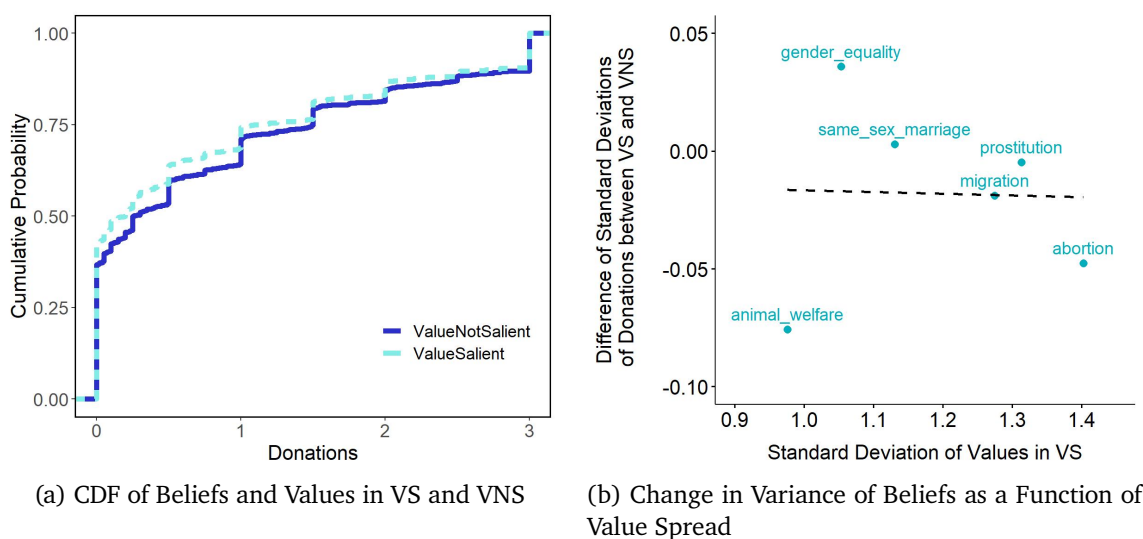 1.00
0.75
0.50
0.25
0.00
Cumulative Probability
0
1
2
3
Donations
ValueNotSalient
ValueSalient
(a) CDF of Beliefs and Values in VS and VNS
0.05
0.00
-0.05
-0.10
Difference of Standard Deviations
of Donations between VS and VNS
gender_equality
same_sex_marriage
prostitution
migration
abortion
animal_welfare
0.9
1.0
1.1
1.2
1.3
1.4
Standard Deviation of Values in VS
(b) Change in Variance of Beliefs as a Function of
Value Spread